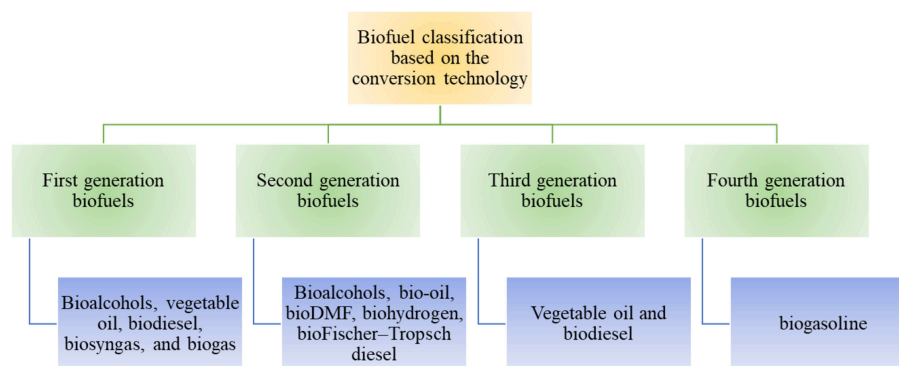 Biofuel classification
based on the
conversion technology
First generation
biofuels
Second generation
biofuels
Third generation
biofuels
Fourth generation
biofuels
Bioalcohols, vegetable
oil, biodiesel,
biosyngas, and biogas
Bioalcohols, bio-oil,
bioDMF, biohydrogen,
bioFischer–Tropsch
diesel
Vegetable oil and
biodiesel
biogasoline